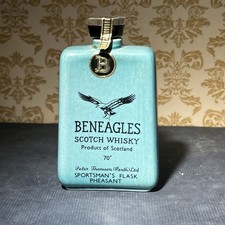 B
BENEAGLES
SCOTCH WHISKY
Product of Scotland
70°
Peter Thomson (Perth) Ltd
SPORTSMAN'S FLASK
PHEASANT